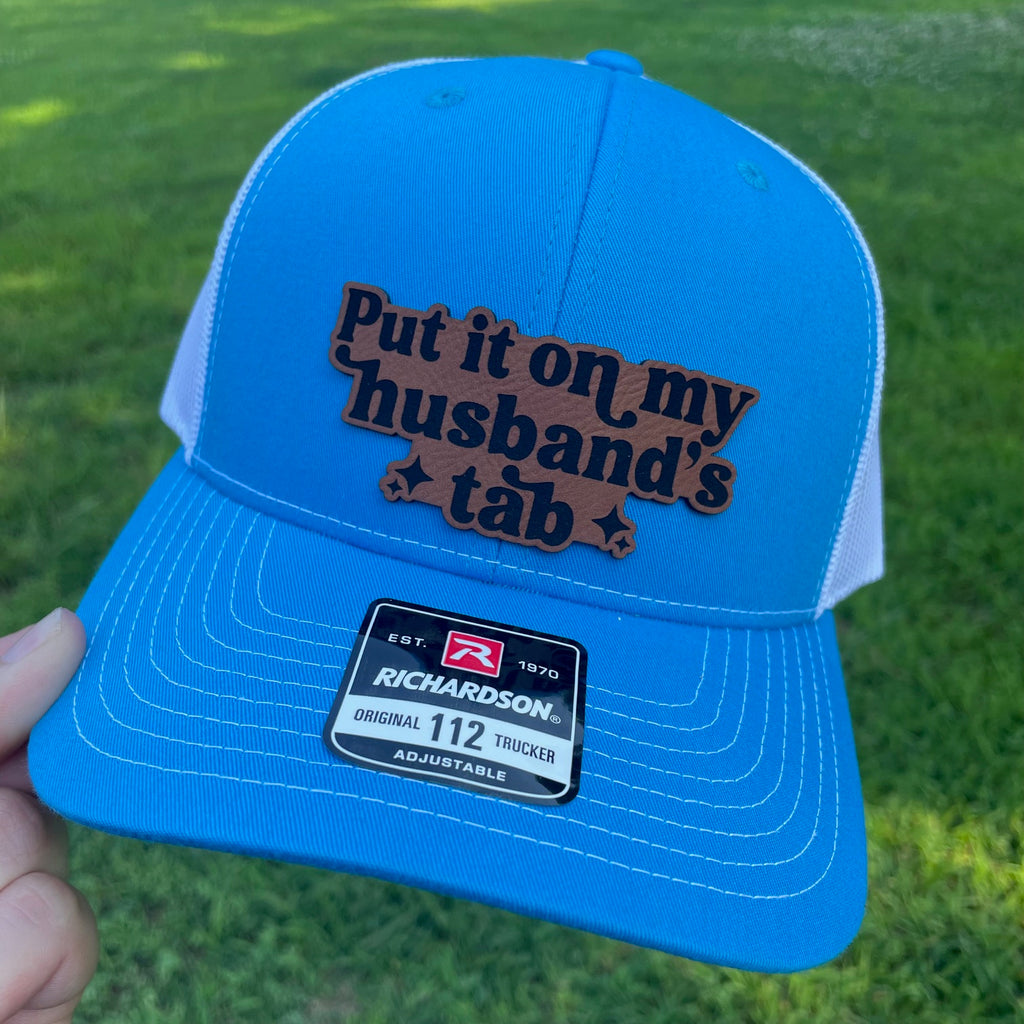 Put it on my
husband's
tab
EST. 1970
RICHARDSON®
ORIGINAL 112 TRUCKER
ADJUSTABLE